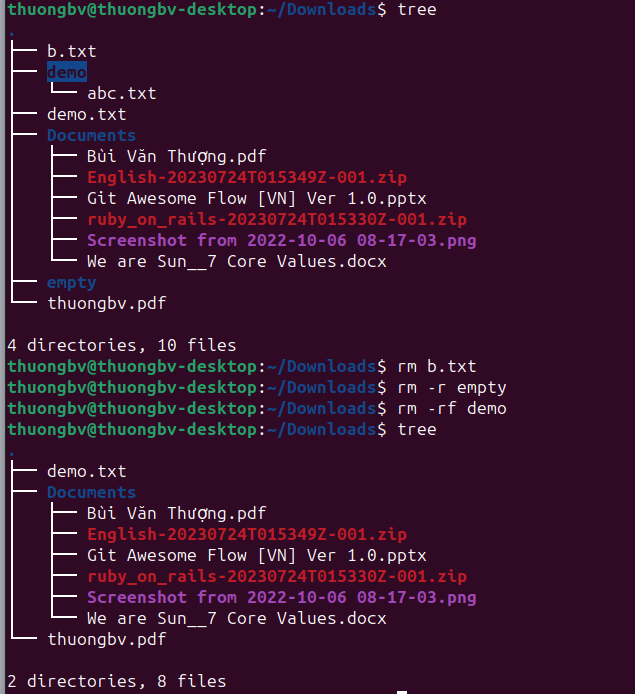 thuongbv@thuongbv-desktop:~/Downloads$ tree
.
├── b.txt
├── demo
│   └── abc.txt
├── demo.txt
├── Documents
│   ├── Bùi Văn Thượng.pdf
│   ├── English-20230724T015349Z-001.zip
│   ├── Git Awesome Flow [VN] Ver 1.0.pptx
│   ├── ruby_on_rails-20230724T015330Z-001.zip
│   ├── Screenshot from 2022-10-06 08-17-03.png
│   └── We are Sun__7 Core Values.docx
├── empty
└── thuongbv.pdf

4 directories, 10 files
thuongbv@thuongbv-desktop:~/Downloads$ rm b.txt
thuongbv@thuongbv-desktop:~/Downloads$ rm -r empty
thuongbv@thuongbv-desktop:~/Downloads$ rm -rf demo
thuongbv@thuongbv-desktop:~/Downloads$ tree
.
├── demo.txt
├── Documents
│   ├── Bùi Văn Thượng.pdf
│   ├── English-20230724T015349Z-001.zip
│   ├── Git Awesome Flow [VN] Ver 1.0.pptx
│   ├── ruby_on_rails-20230724T015330Z-001.zip
│   ├── Screenshot from 2022-10-06 08-17-03.png
│   └── We are Sun__7 Core Values.docx
└── thuongbv.pdf

2 directories, 8 files